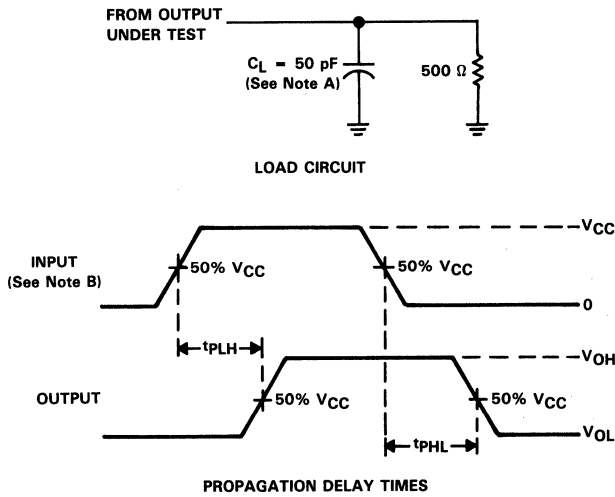 FROM OUTPUT
UNDER TEST
CL = 50 pF
(See Note A)
500 Ω
LOAD CIRCUIT
VCC
INPUT
(See Note B)
50% VCC
50% VCC
0
tPLH
VOH
OUTPUT
50% VCC
50% VCC
VOL
tPHL
PROPAGATION DELAY TIMES